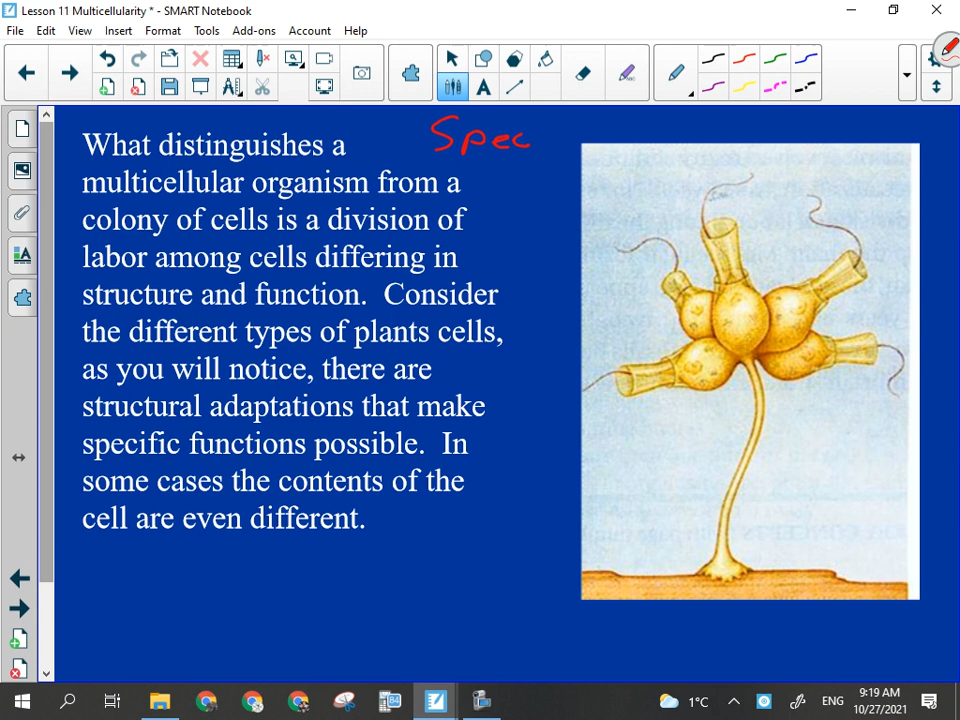 Lesson 11 Multicellularity * - SMART Notebook
File Edit View Insert Format Tools Add-ons Account Help
Spec
What distinguishes a
multicellular organism from a
colony of cells is a division of
labor among cells differing in
structure and function. Consider
the different types of plants cells,
as you will notice, there are
structural adaptations that make
specific functions possible. In
some cases the contents of the
cell are even different.
1°C
ENG
9:19 AM
10/27/2021